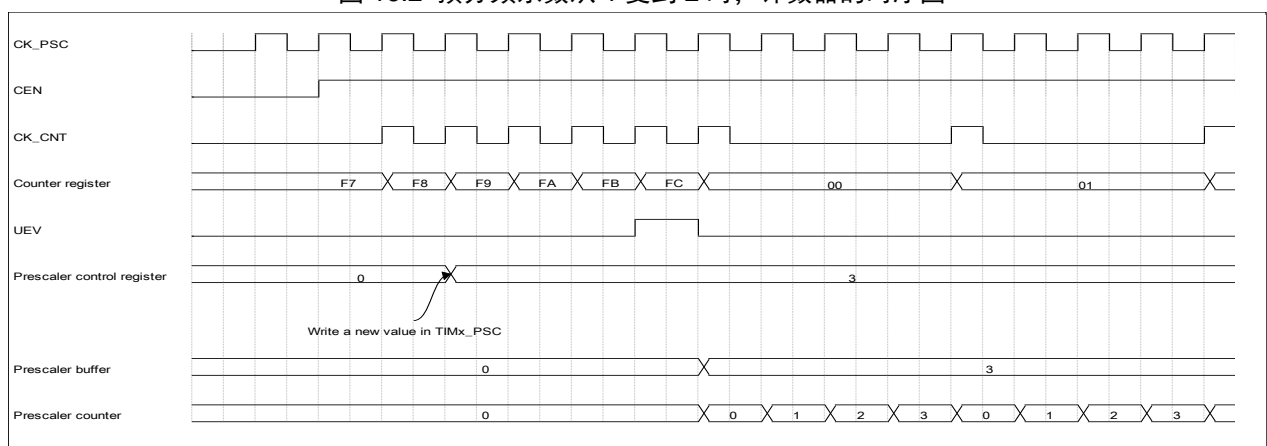 CK_PSC
CEN
CK_CNT
Counter register F7 F8 F9 FA FB FC 00 01
UEV
Prescaler control register 0 3
Write a new value in TIMx_PSC
Prescaler buffer 0 3
Prescaler counter 0 0 1 2 3 0 1 2 3